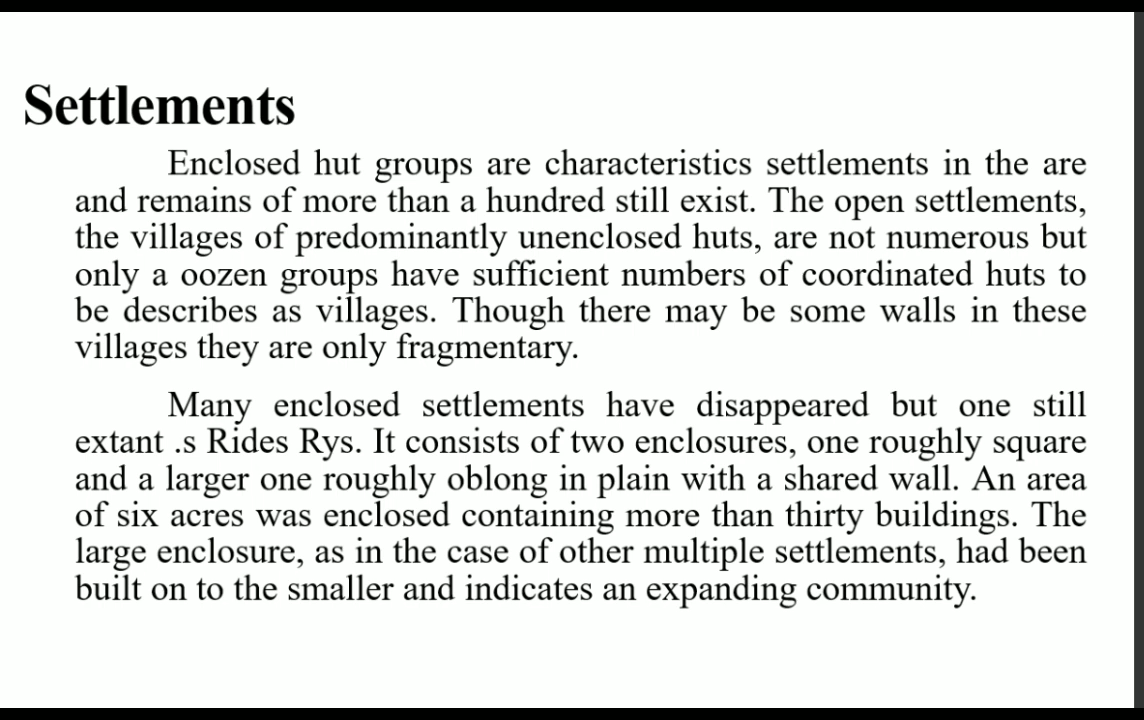 Settlements
Enclosed hut groups are characteristics settlements in the are
and remains of more than a hundred still exist. The open settlements,
the villages of predominantly unenclosed huts, are not numerous but
only a oozen groups have sufficient numbers of coordinated huts to
be describes as villages. Though there may be some walls in these
villages they are only fragmentary.
Many enclosed settlements have disappeared but one still
extant .s Rides Rys. It consists of two enclosures, one roughly square
and a larger one roughly oblong in plain with a shared wall. An area
of six acres was enclosed containing more than thirty buildings. The
large enclosure, as in the case of other multiple settlements, had been
built on to the smaller and indicates an expanding community.